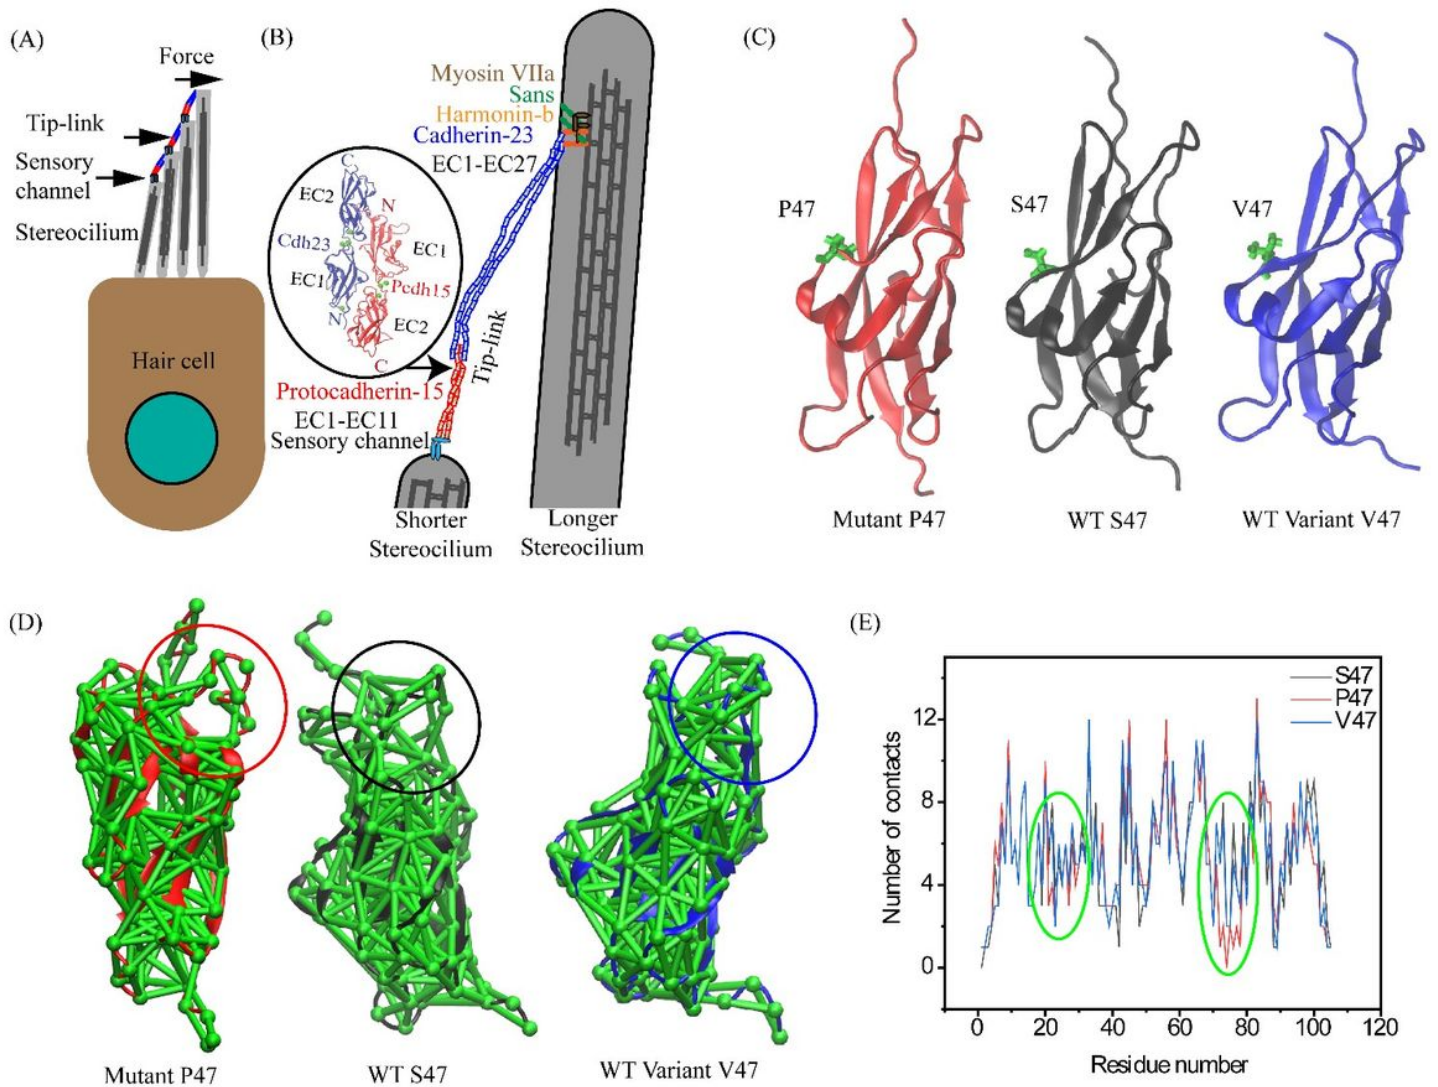 (A)
Force
Tip-link
Sensory
channel
Stereocilium
Hair cell
(B)
Myosin VIIa
Sans
Harmonin-b
Cadherin-23
EC1-EC27
C
EC2
N
Cdh23
EC1
EC1
Pcdh15
N
EC2
C
Tip-link
Protocadherin-15
EC1-EC11
Sensory channel
Shorter
Stereocilium
Longer
Stereocilium
(C)
P47
S47
V47
Mutant P47
WT S47
WT Variant V47
(D)
Mutant P47
WT S47
WT Variant V47
(E)
S47
P47
V47
Number of contacts
12
8
4
0
0 20 40 60 80 100 120
Residue number